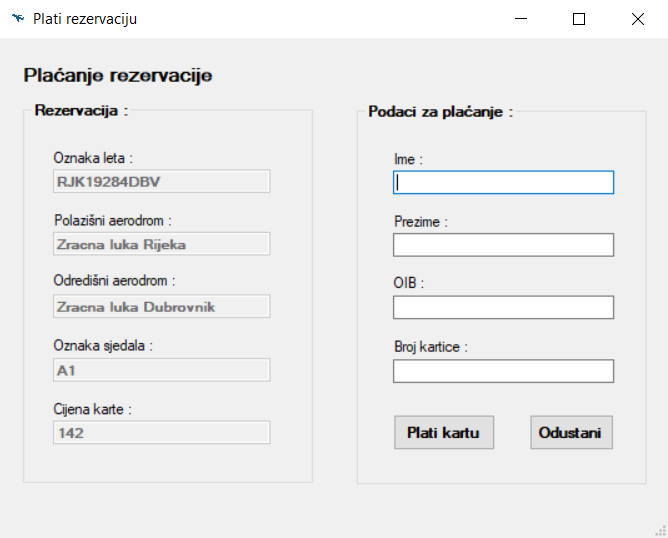 Plati rezervaciju
Plaćanje rezervacije
Rezervacija :
Oznaka leta :
RJK19284DBV
Polazišni aerodrom :
Zracna luka Rijeka
Odredišni aerodrom :
Zracna luka Dubrovnik
Oznaka sjedala :
A1
Cijena karte :
142
Podaci za plaćanje :
Ime :
Prezime :
OIB :
Broj kartice :
Plati kartu
Odustani